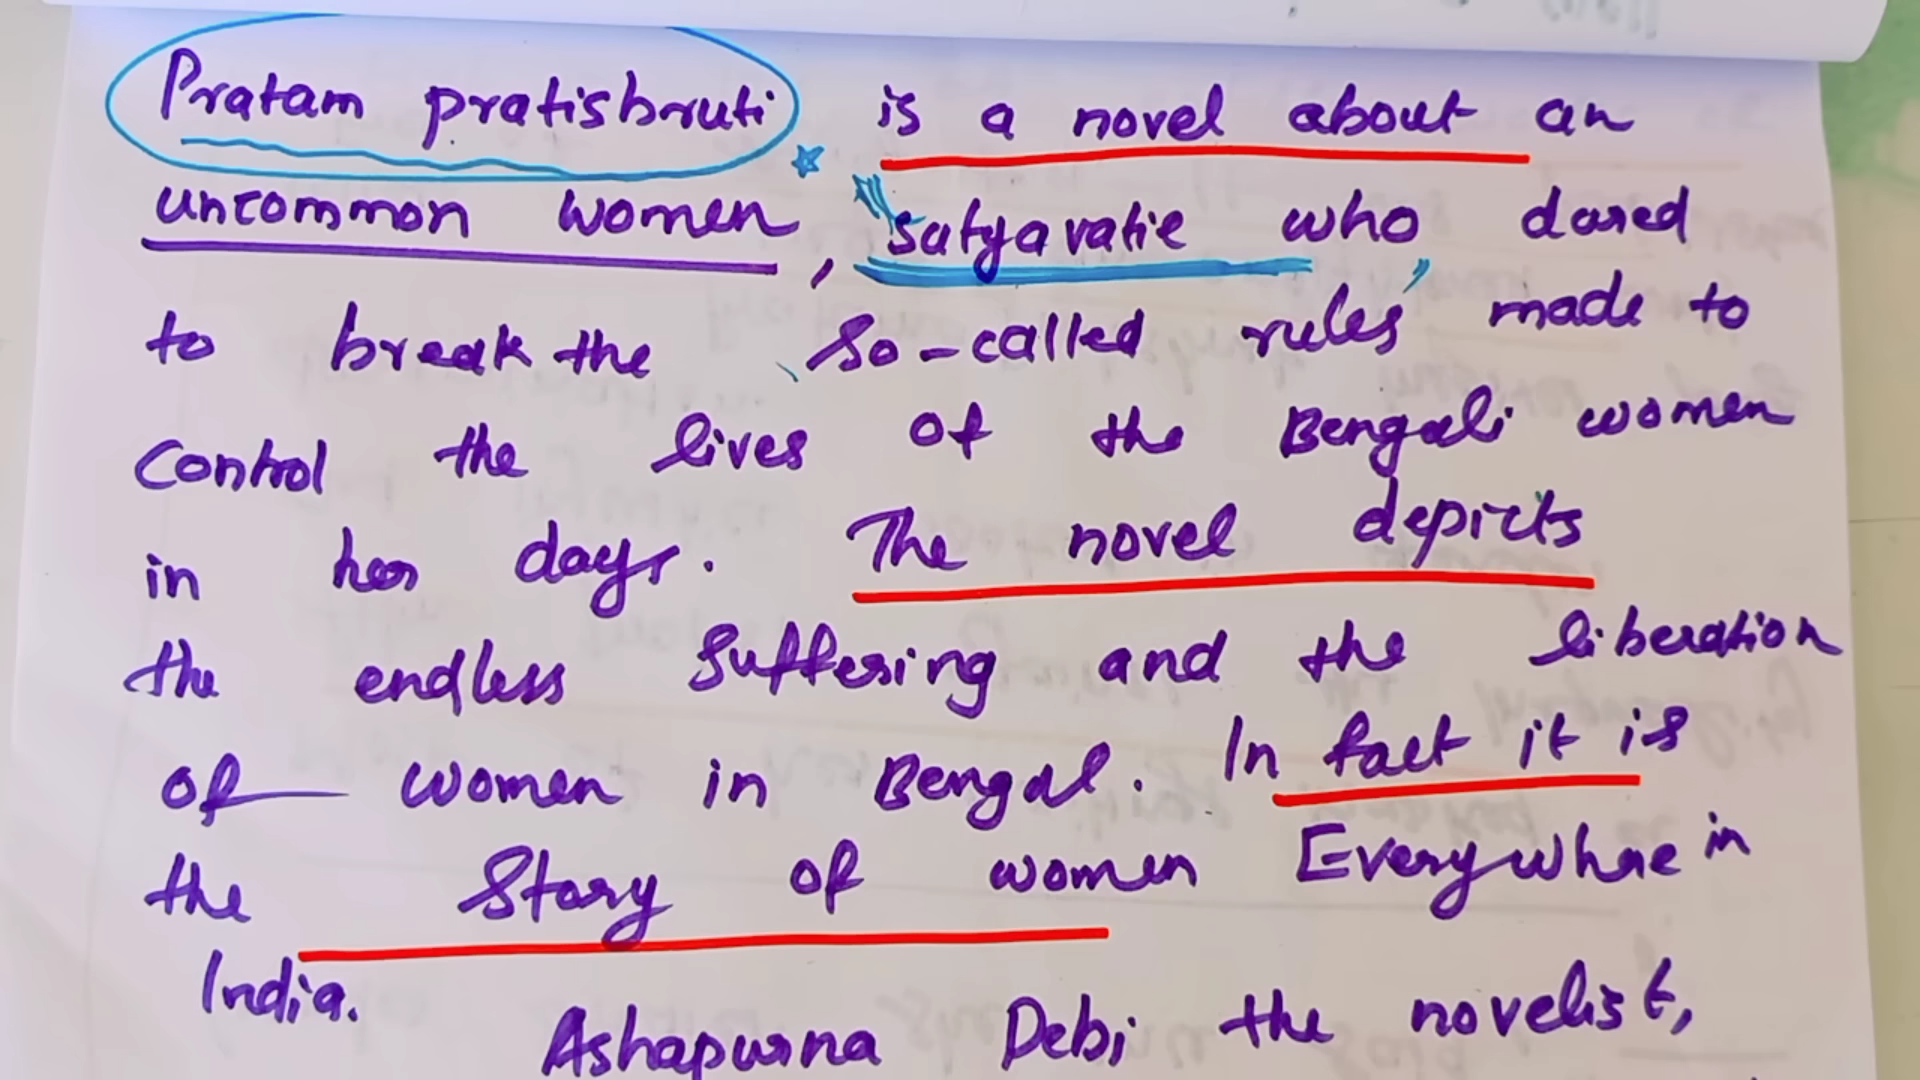 Pratam pratisbruti is a novel about an
uncommon women, satyavatie who dared
to break the so-called rules' made to
Control the lives of the Bengali women
in her days. The novel depicts
the endless Suffering and the liberation
of women in Bengal. In fact it is
the Story of women Everywhere in
India.
Ashapurna Debi the novelist,